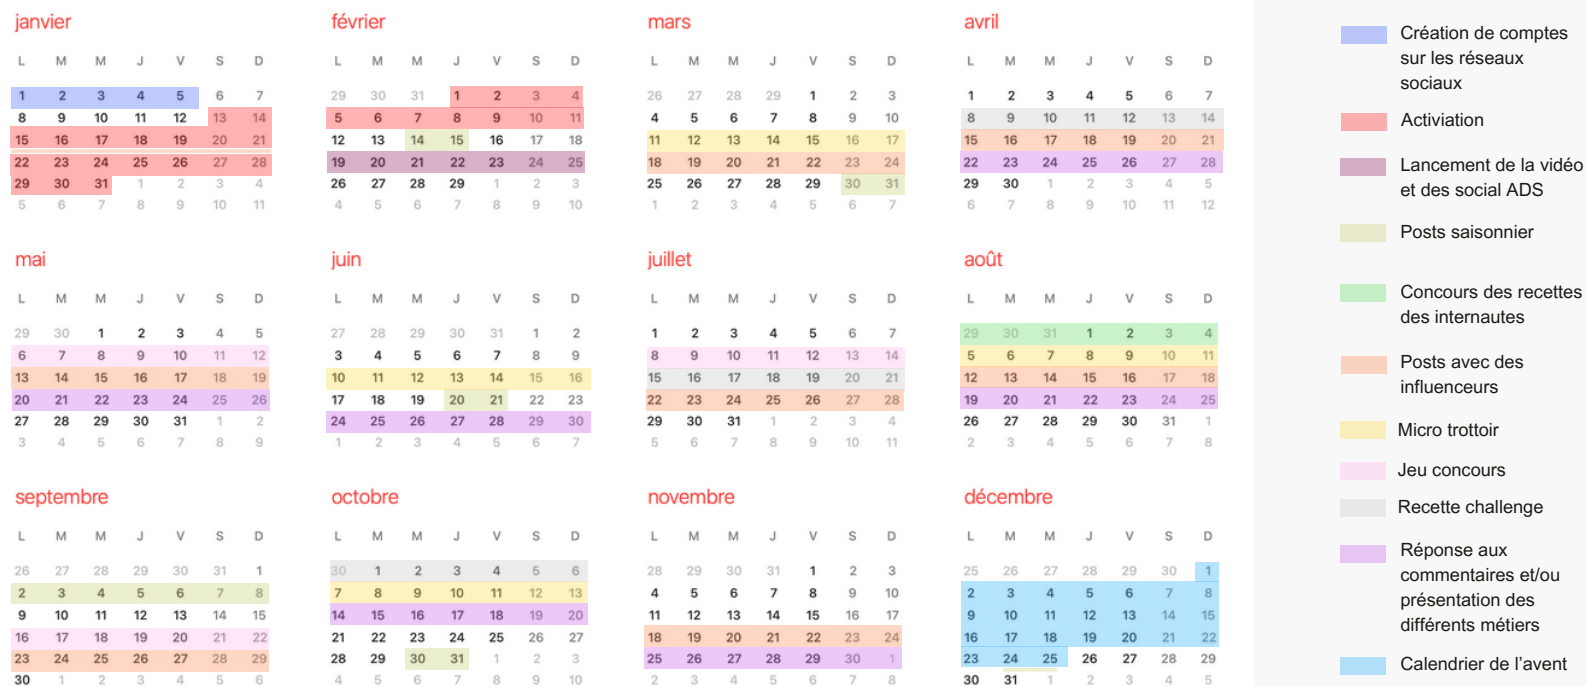 janvier février mars avril
L M M J V S D L M M J V S D L M M J V S D L M M J V S D
1 2 3 4 5 6 7 29 30 31 1 2 3 4 26 27 28 29 1 2 3 1 2 3 4 5 6 7
8 9 10 11 12 13 14 5 6 7 8 9 10 11 4 5 6 7 8 9 10 8 9 10 11 12 13 14
15 16 17 18 19 20 21 12 13 14 15 16 17 18 11 12 13 14 15 16 17 15 16 17 18 19 20 21
22 23 24 25 26 27 28 19 20 21 22 23 24 25 18 19 20 21 22 23 24 22 23 24 25 26 27 28
29 30 31 1 2 3 4 26 27 28 29 1 2 3 25 26 27 28 29 30 31 29 30 1 2 3 4 5
5 6 7 8 9 10 11 4 5 6 7 8 9 10 1 2 3 4 5 6 7 6 7 8 9 10 11 12
mai juin juillet août
L M M J V S D L M M J V S D L M M J V S D L M M J V S D
29 30 1 2 3 4 5 27 28 29 30 31 1 2 1 2 3 4 5 6 7 29 30 31 1 2 3 4
6 7 8 9 10 11 12 3 4 5 6 7 8 9 8 9 10 11 12 13 14 5 6 7 8 9 10 11
13 14 15 16 17 18 19 10 11 12 13 14 15 16 15 16 17 18 19 20 21 12 13 14 15 16 17 18
20 21 22 23 24 25 26 17 18 19 20 21 22 23 22 23 24 25 26 27 28 19 20 21 22 23 24 25
27 28 29 30 31 1 2 24 25 26 27 28 29 30 29 30 31 1 2 3 4 26 27 28 29 30 31 1
3 4 5 6 7 8 9 1 2 3 4 5 6 7 5 6 7 8 9 10 11 2 3 4 5 6 7 8
septembre octobre novembre décembre
L M M J V S D L M M J V S D L M M J V S D L M M J V S D
26 27 28 29 30 31 1 30 1 2 3 4 5 6 28 29 30 31 1 2 3 25 26 27 28 29 30 1
2 3 4 5 6 7 8 7 8 9 10 11 12 13 4 5 6 7 8 9 10 2 3 4 5 6 7 8
9 10 11 12 13 14 15 14 15 16 17 18 19 20 11 12 13 14 15 16 17 9 10 11 12 13 14 15
16 17 18 19 20 21 22 21 22 23 24 25 26 27 18 19 20 21 22 23 24 16 17 18 19 20 21 22
23 24 25 26 27 28 29 28 29 30 31 1 2 3 25 26 27 28 29 30 1 23 24 25 26 27 28 29
30 1 2 3 4 5 6 4 5 6 7 8 9 10 2 3 4 5 6 7 8 30 31 1 2 3 4 5
Création de comptes
sur les réseaux
sociaux
Activiation
Lancement de la vidéo
et des social ADS
Posts saisonnier
Concours des recettes
des internautes
Posts avec des
influenceurs
Micro trottoir
Jeu concours
Recette challenge
Réponse aux
commentaires et/ou
présentation des
différents métiers
Calendrier de l’avent